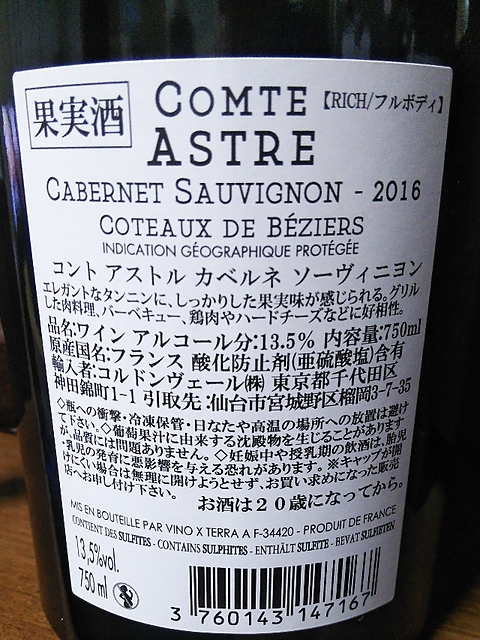 果実酒
COMTE 【RICH/フルボディ】
ASTRE
CABERNET SAUVIGNON - 2016
COTEAUX DE BÉZIERS
INDICATION GÉOGRAPHIQUE PROTÉGÉE
コント アストル カベルネ ソーヴィニヨン
エレガントなタンニンに、しっかりした果実味が感じられる。グリル
した肉料理、バーベキュー、鶏肉やハードチーズなどに好相性。
品名:ワイン アルコール分:13.5% 内容量:750ml
原産国名:フランス 酸化防止剤(亜硫酸塩)含有
輸入者:コルドンヴェール㈱ 東京都千代田区
神田錦町1-1 引取先:仙台市宮城野区榴岡3-7-35
◇瓶への衝撃・冷凍保管・日なたや高温の場所への放置は避け
て下さい。◇葡萄果汁に由来する沈殿物を生じることがあります
が、品質には問題ありません。◇妊娠中や授乳期の飲酒は、胎児
・乳児の発育に悪影響を与える恐れがあります。※キャップが開
けにくい場合は無理に開けようとせず、お買い求めになった販売
店へお申し付け下さい。
お酒は20歳になってから。
MIS EN BOUTEILLE PAR VINO X TERRA A F-34420 - PRODUIT DE FRANCE
CONTIENT DES SULFITES - CONTAINS SULPHITES - ENTHÄLT SULFITE - BEVAT SULFIETEN
13,5%vol.
750 ml
3 760143 147167